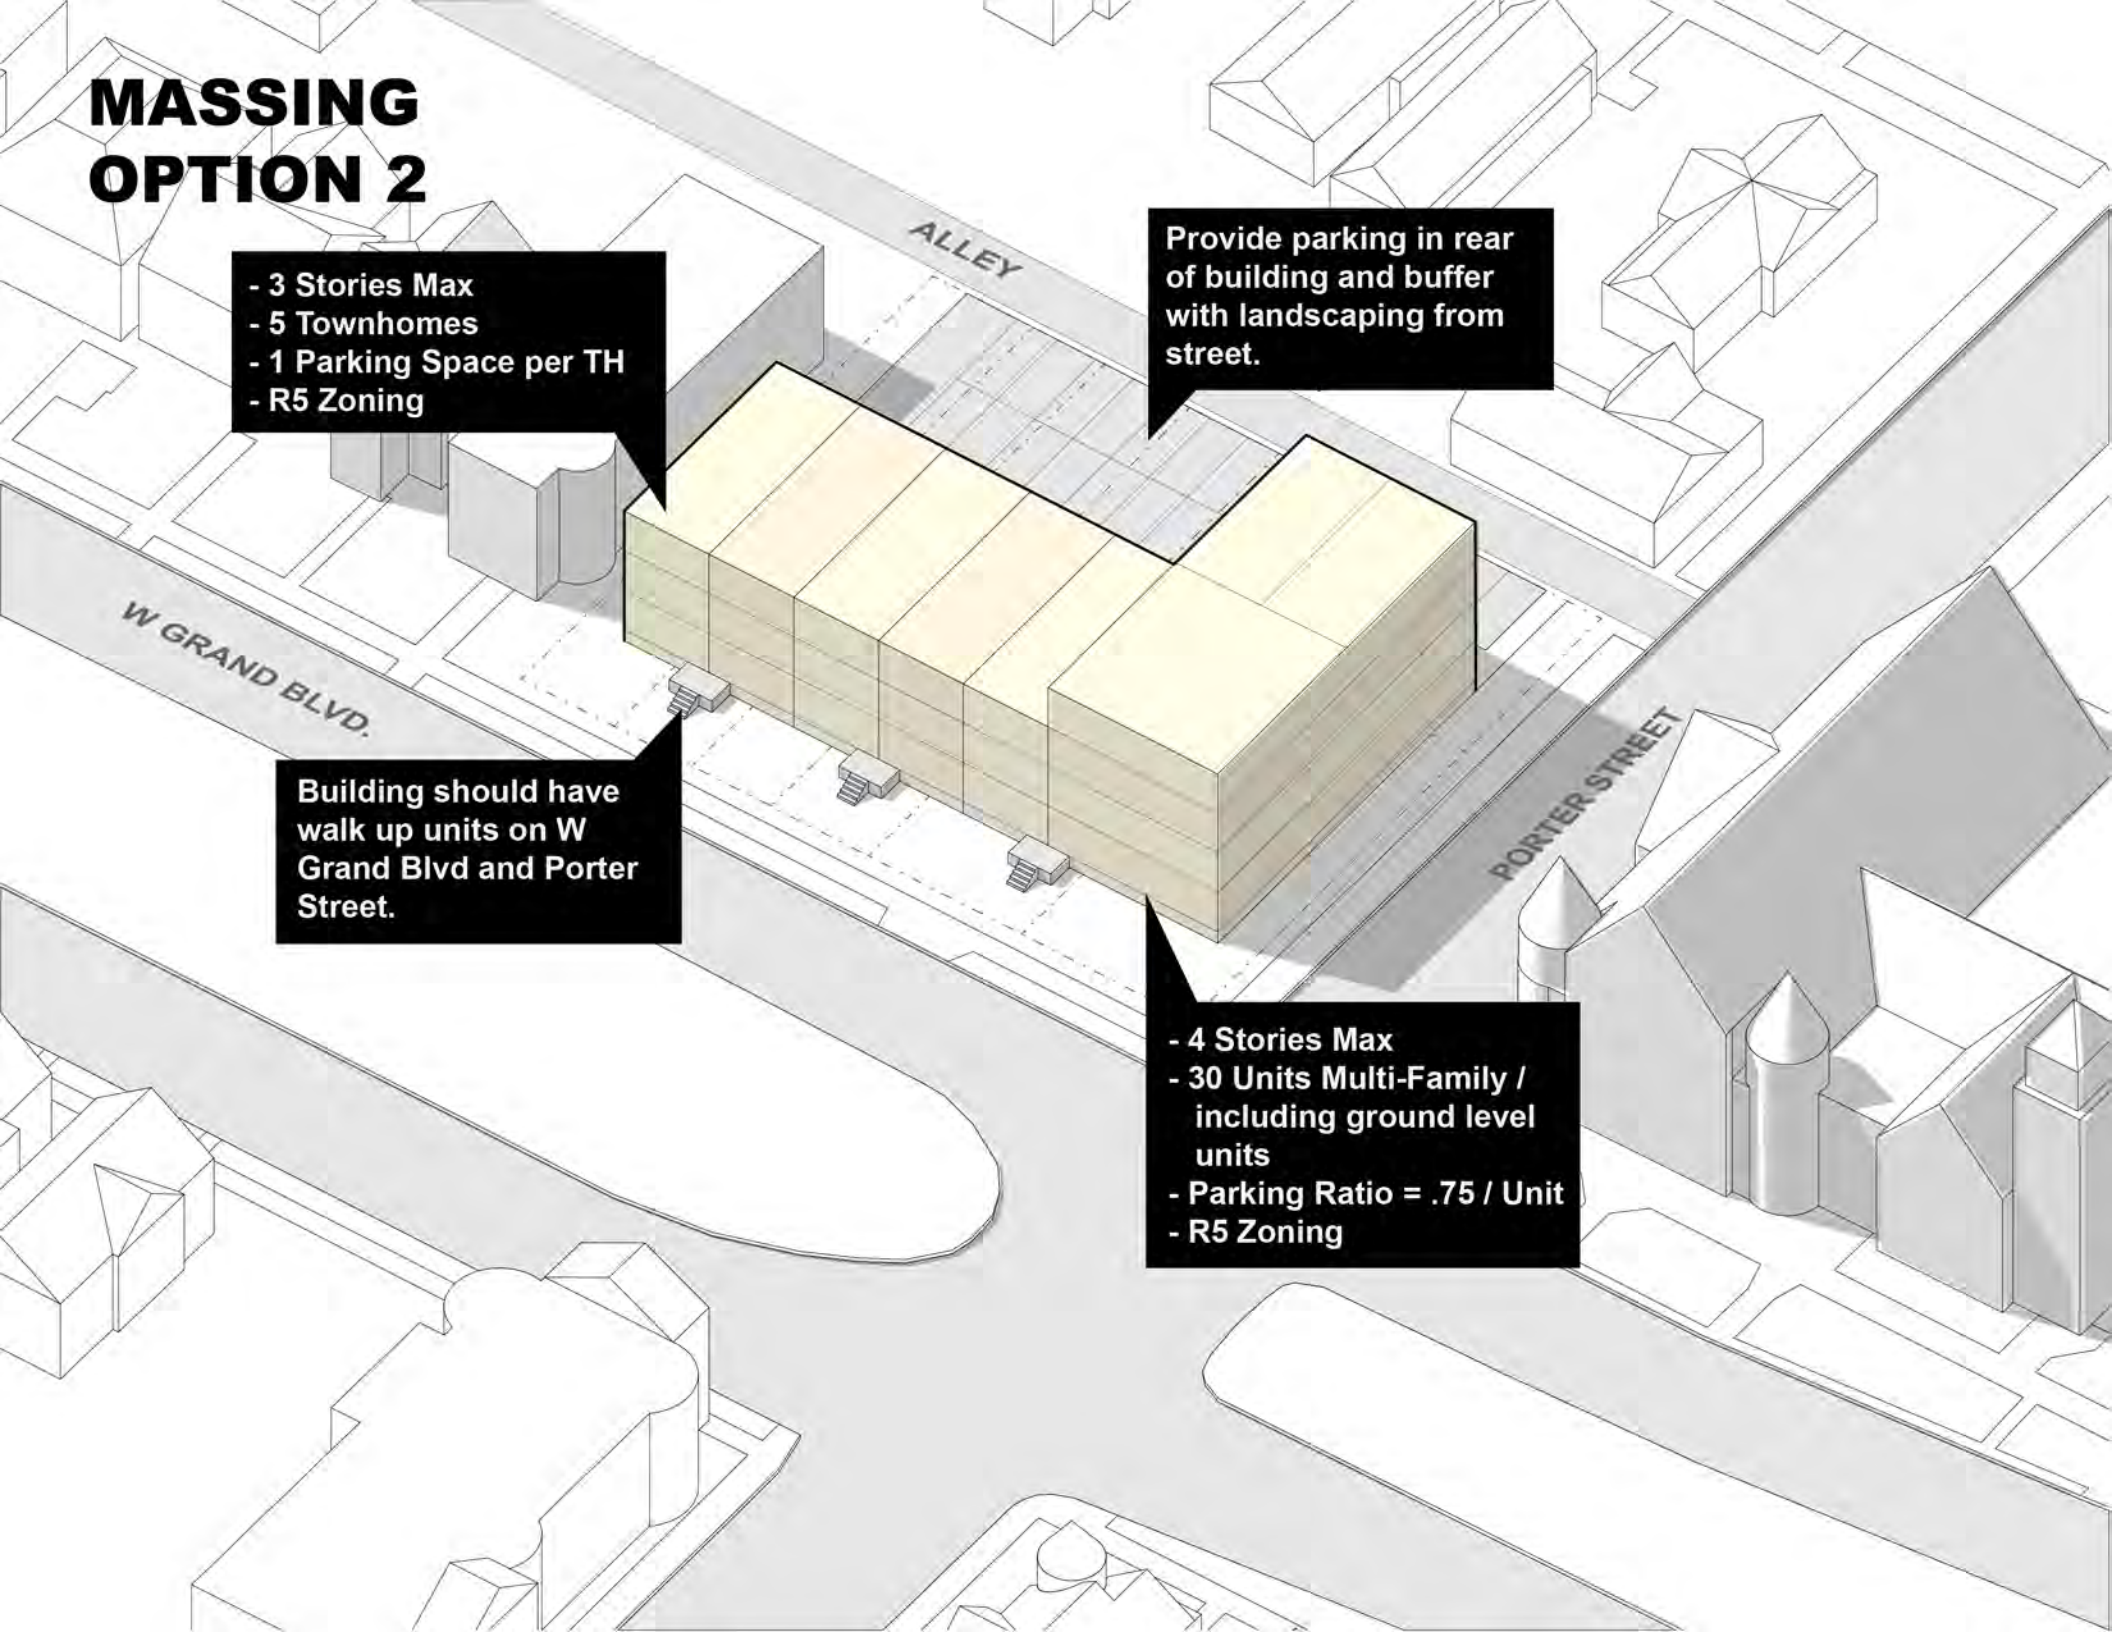 MASSING
OPTION 2
- 3 Stories Max
- 5 Townhomes
- 1 Parking Space per TH
- R5 Zoning
ALLEY
Provide parking in rear
of building and buffer
with landscaping from
street.
W GRAND BLVD.
Building should have
walk up units on W
Grand Blvd and Porter
Street.
PORTER STREET
- 4 Stories Max
- 30 Units Multi-Family /
including ground level
units
- Parking Ratio = .75 / Unit
- R5 Zoning